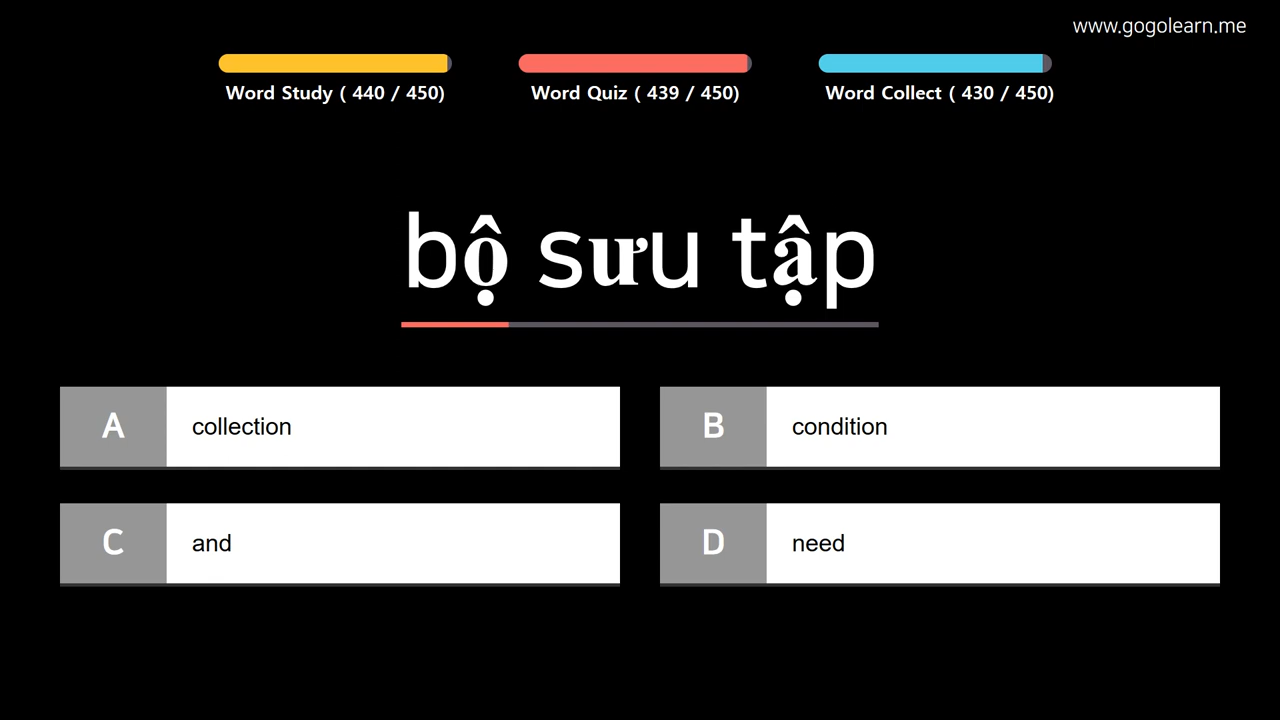 www.gogolearn.me
Word Study ( 440 / 450)
Word Quiz ( 439 / 450)
Word Collect ( 430 / 450)
bộ sưu tập
A collection
B condition
C and
D need